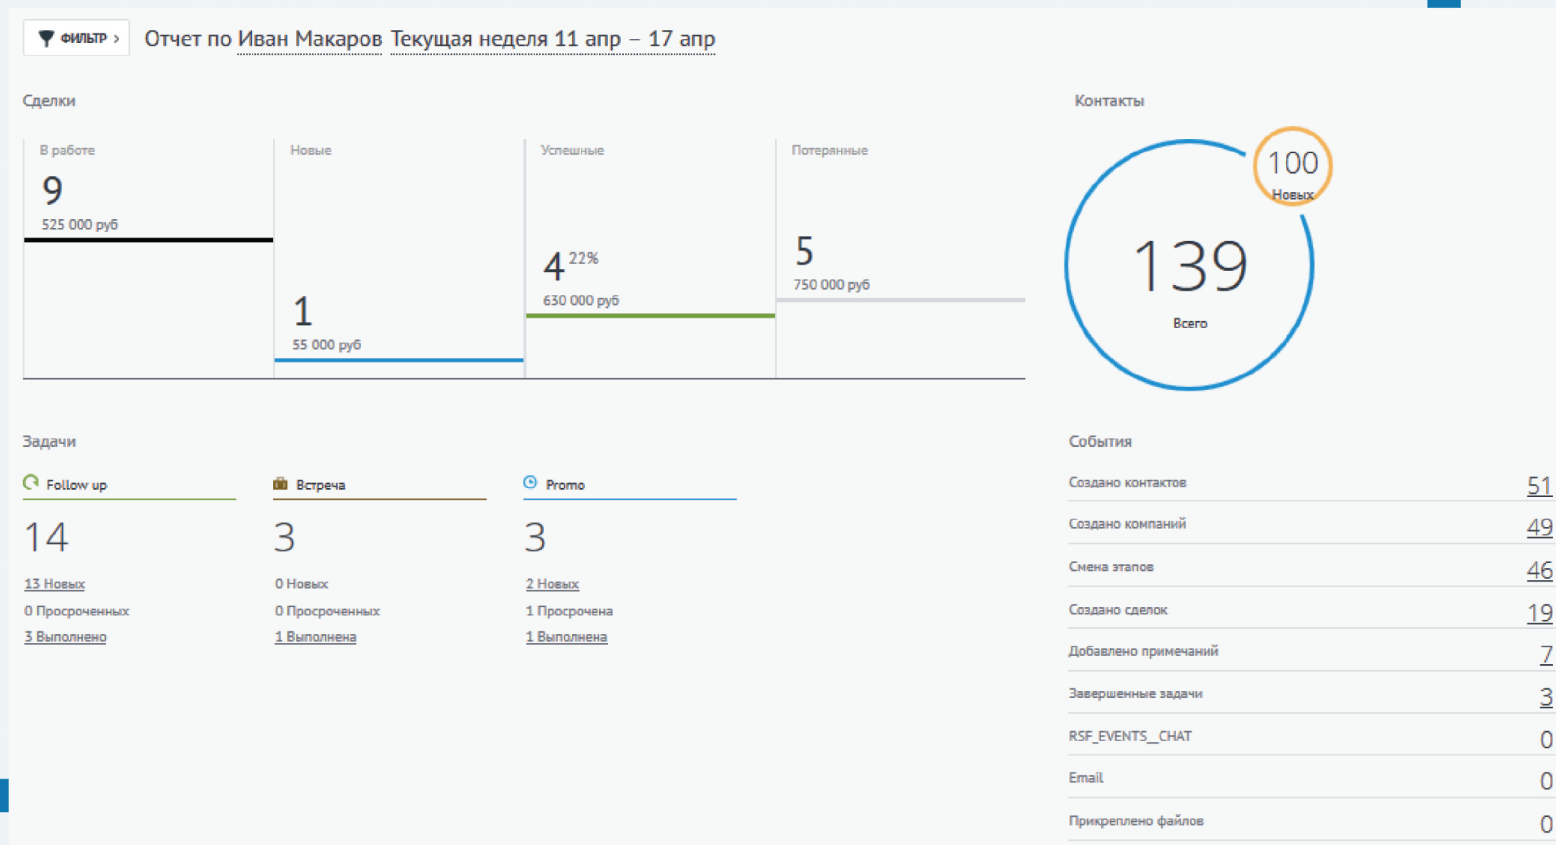 ФИЛЬТР
Отчет по Иван Макаров Текущая неделя 11 апр – 17 апр
Сделки
В работе
9
525 000 руб
Новые
1
55 000 руб
Успешные
4 22%
630 000 руб
Потерянные
5
750 000 руб
Контакты
100
Новых
139
Всего
Задачи
Follow up
14
13 Новых
0 Просроченных
3 Выполнено
Встреча
3
0 Новых
0 Просроченных
1 Выполнена
Promo
3
2 Новых
1 Просрочена
1 Выполнена
События
Создано контактов 51
Создано компаний 49
Смена этапов 46
Создано сделок 19
Добавлено примечаний 7
Завершенные задачи 3
RSF_EVENTS__CHAT 0
Email 0
Прикреплено файлов 0